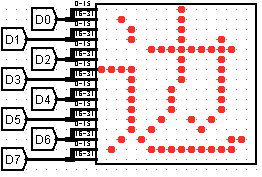 D0 0-15 16-31
D1 0-15 16-31
D2 0-15 16-31
D3 0-15 16-31
D4 0-15 16-31
D5 0-15 16-31
D6 0-15 16-31
D7 0-15 16-31
边